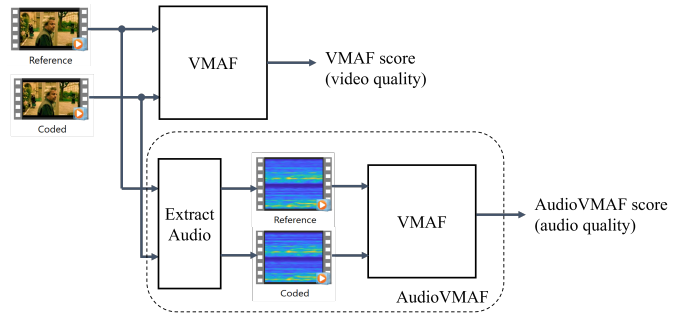 Reference
Coded
VMAF
VMAF score
(video quality)
Extract
Audio
Reference
Coded
VMAF
AudioVMAF score
(audio quality)
AudioVMAF